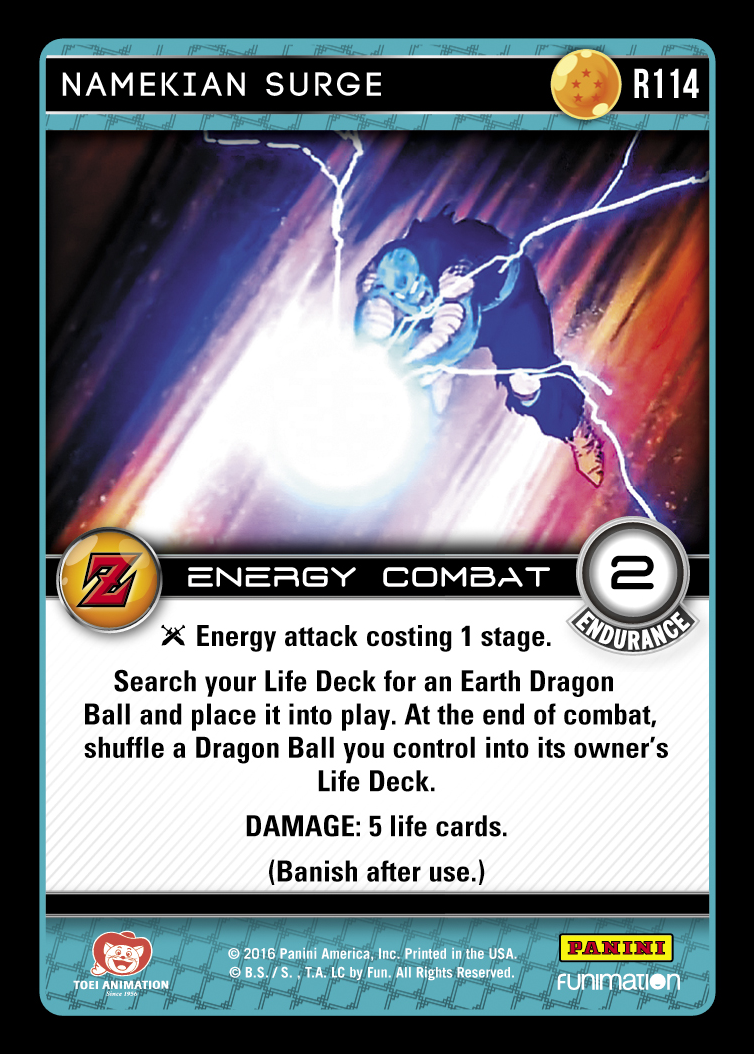 NAMEKIAN SURGE
R114
Z
ENERGY COMBAT
2
ENDURANCE
Energy attack costing 1 stage.
Search your Life Deck for an Earth Dragon
Ball and place it into play. At the end of combat,
shuffle a Dragon Ball you control into its owner's
Life Deck.
DAMAGE: 5 life cards.
(Banish after use.)
TOEI ANIMATION
Since 1956
© 2016 Panini America, Inc. Printed in the USA.
© B.S. / S. , T.A. LC by Fun. All Rights Reserved.
PANINI
FUNIMATION